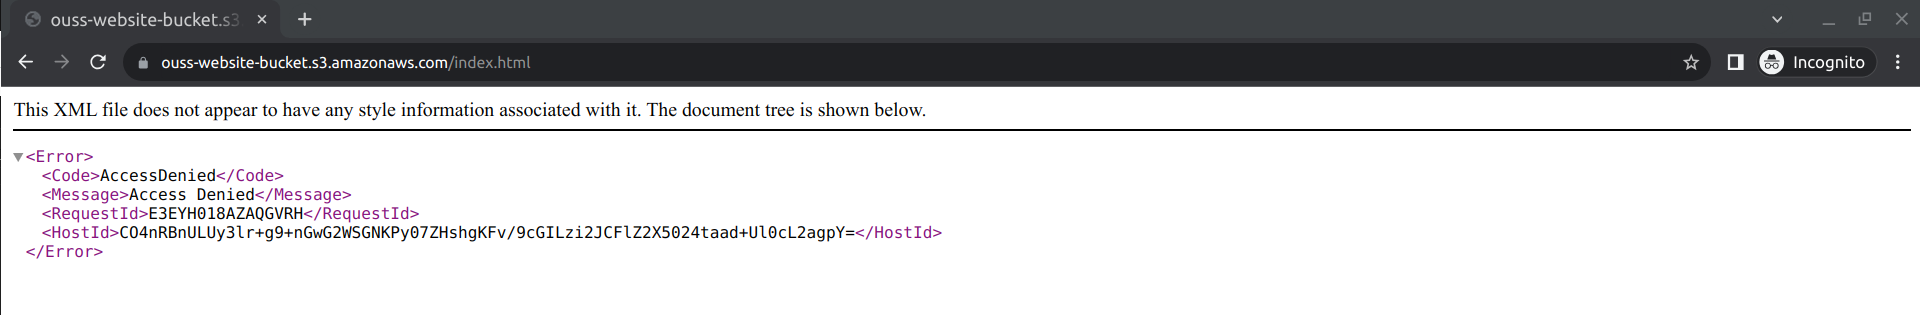 ouss-website-bucket.s3
ouss-website-bucket.s3.amazonaws.com/index.html
Incognito
This XML file does not appear to have any style information associated with it. The document tree is shown below.
<Error>
<Code>AccessDenied</Code>
<Message>Access Denied</Message>
<RequestId>E3EYH018AZAQGVRH</RequestId>
<HostId>CO4nRBnULUy3lr+g9+nGwG2WSGNKPy07ZHshgKFv/9cGILzi2JCFlZ2X5024taad+Ul0cL2agpY=</HostId>
</Error>